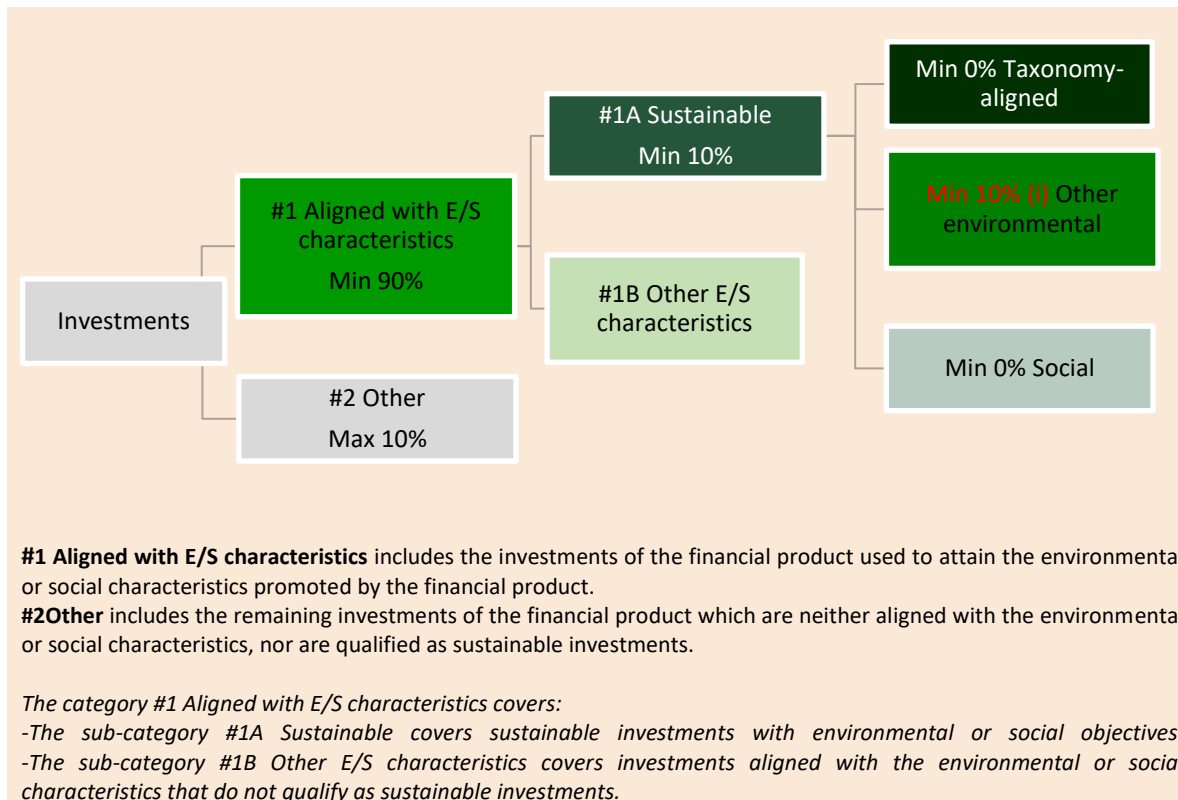 Min 0% Taxonomy-
aligned
#1A Sustainable
Min 10%
Min 10% (i) Other
environmental
#1 Aligned with E/S
characteristics
Min 90%
#1B Other E/S
characteristics
Investments
Min 0% Social
#2 Other
Max 10%
#1 Aligned with E/S characteristics includes the investments of the financial product used to attain the environmenta
or social characteristics promoted by the financial product.
#2Other includes the remaining investments of the financial product which are neither aligned with the environmenta
or social characteristics, nor are qualified as sustainable investments.
The category #1 Aligned with E/S characteristics covers:
-The sub-category #1A Sustainable covers sustainable investments with environmental or social objectives
-The sub-category #1B Other E/S characteristics covers investments aligned with the environmental or socia
characteristics that do not qualify as sustainable investments.